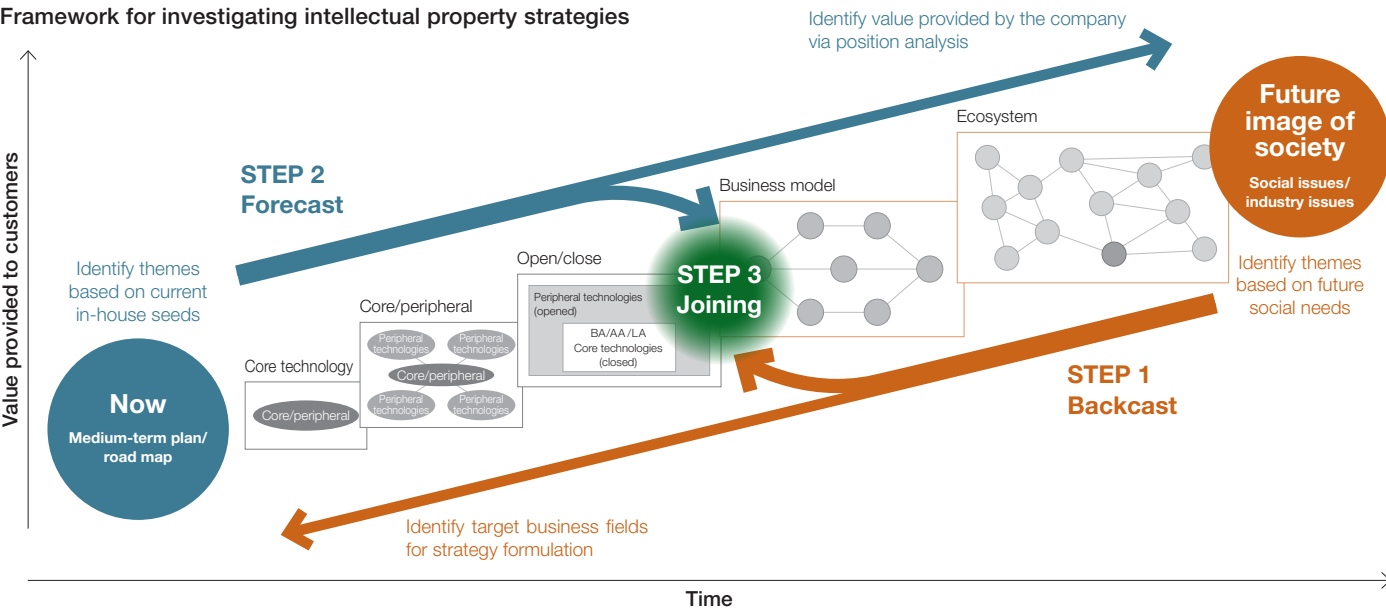 Framework for investigating intellectual property strategies
Identify value provided by the company
via position analysis
Value provided to customers
STEP 2
Forecast
Identify themes
based on current
in-house seeds
Now
Medium-term plan/
road map
Core technology
Core/peripheral
Core/peripheral
Peripheral
technologies
Peripheral
technologies
Core/peripheral
Peripheral
technologies
Peripheral
technologies
Open/close
Peripheral technologies
(opened)
BA/AA/LA
Core technologies
(closed)
STEP 3
Joining
Business model
Ecosystem
Future
image of
society
Social issues/
industry issues
Identify themes
based on future
social needs
STEP 1
Backcast
Identify target business fields
for strategy formulation
Time